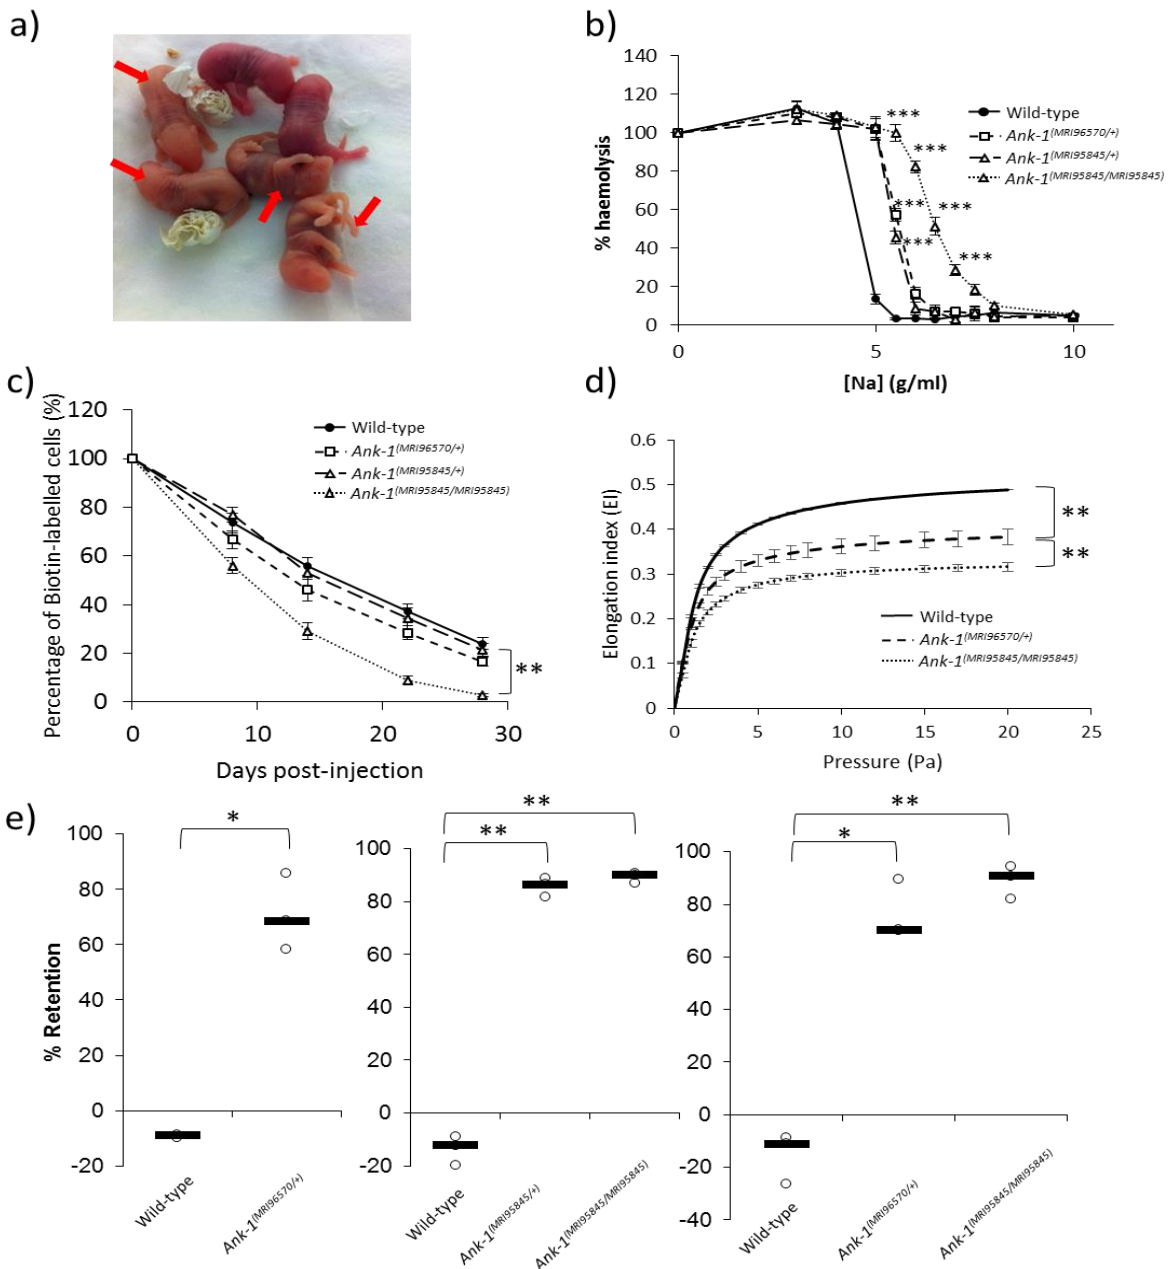 a)
b)
140
120
100
80
60
40
20
0
% haemolysis
0
5
10
[Na] (g/ml)
Wild-type
Ank-1(MRI96570/+)
Ank-1(MRI95845/+)
Ank-1(MRI95845/MRI95845)
***
***
***
***
***
***
c)
120
100
80
60
40
20
0
Percentage of Biotin-labelled cells (%)
0
10
20
30
Days post-injection
Wild-type
Ank-1(MRI96570/+)
Ank-1(MRI95845/+)
Ank-1(MRI95845/MRI95845)
**
d)
0.6
0.5
0.4
0.3
0.2
0.1
0
Elongation index (EI)
0
5
10
15
20
25
Pressure (Pa)
Wild-type
Ank-1(MRI96570/+)
Ank-1(MRI95845/MRI95845)
**
**
e)
% Retention
100
80
60
40
20
0
-20
*
Wild-type
Ank-1(MRI96570/+)
100
80
60
40
20
0
-20
**
**
Wild-type
Ank-1(MRI95845/+)
Ank-1(MRI95845/MRI95845)
100
80
60
40
20
0
-20
-40
**
*
Wild-type
Ank-1(MRI96570/+)
Ank-1(MRI95845/MRI95845)